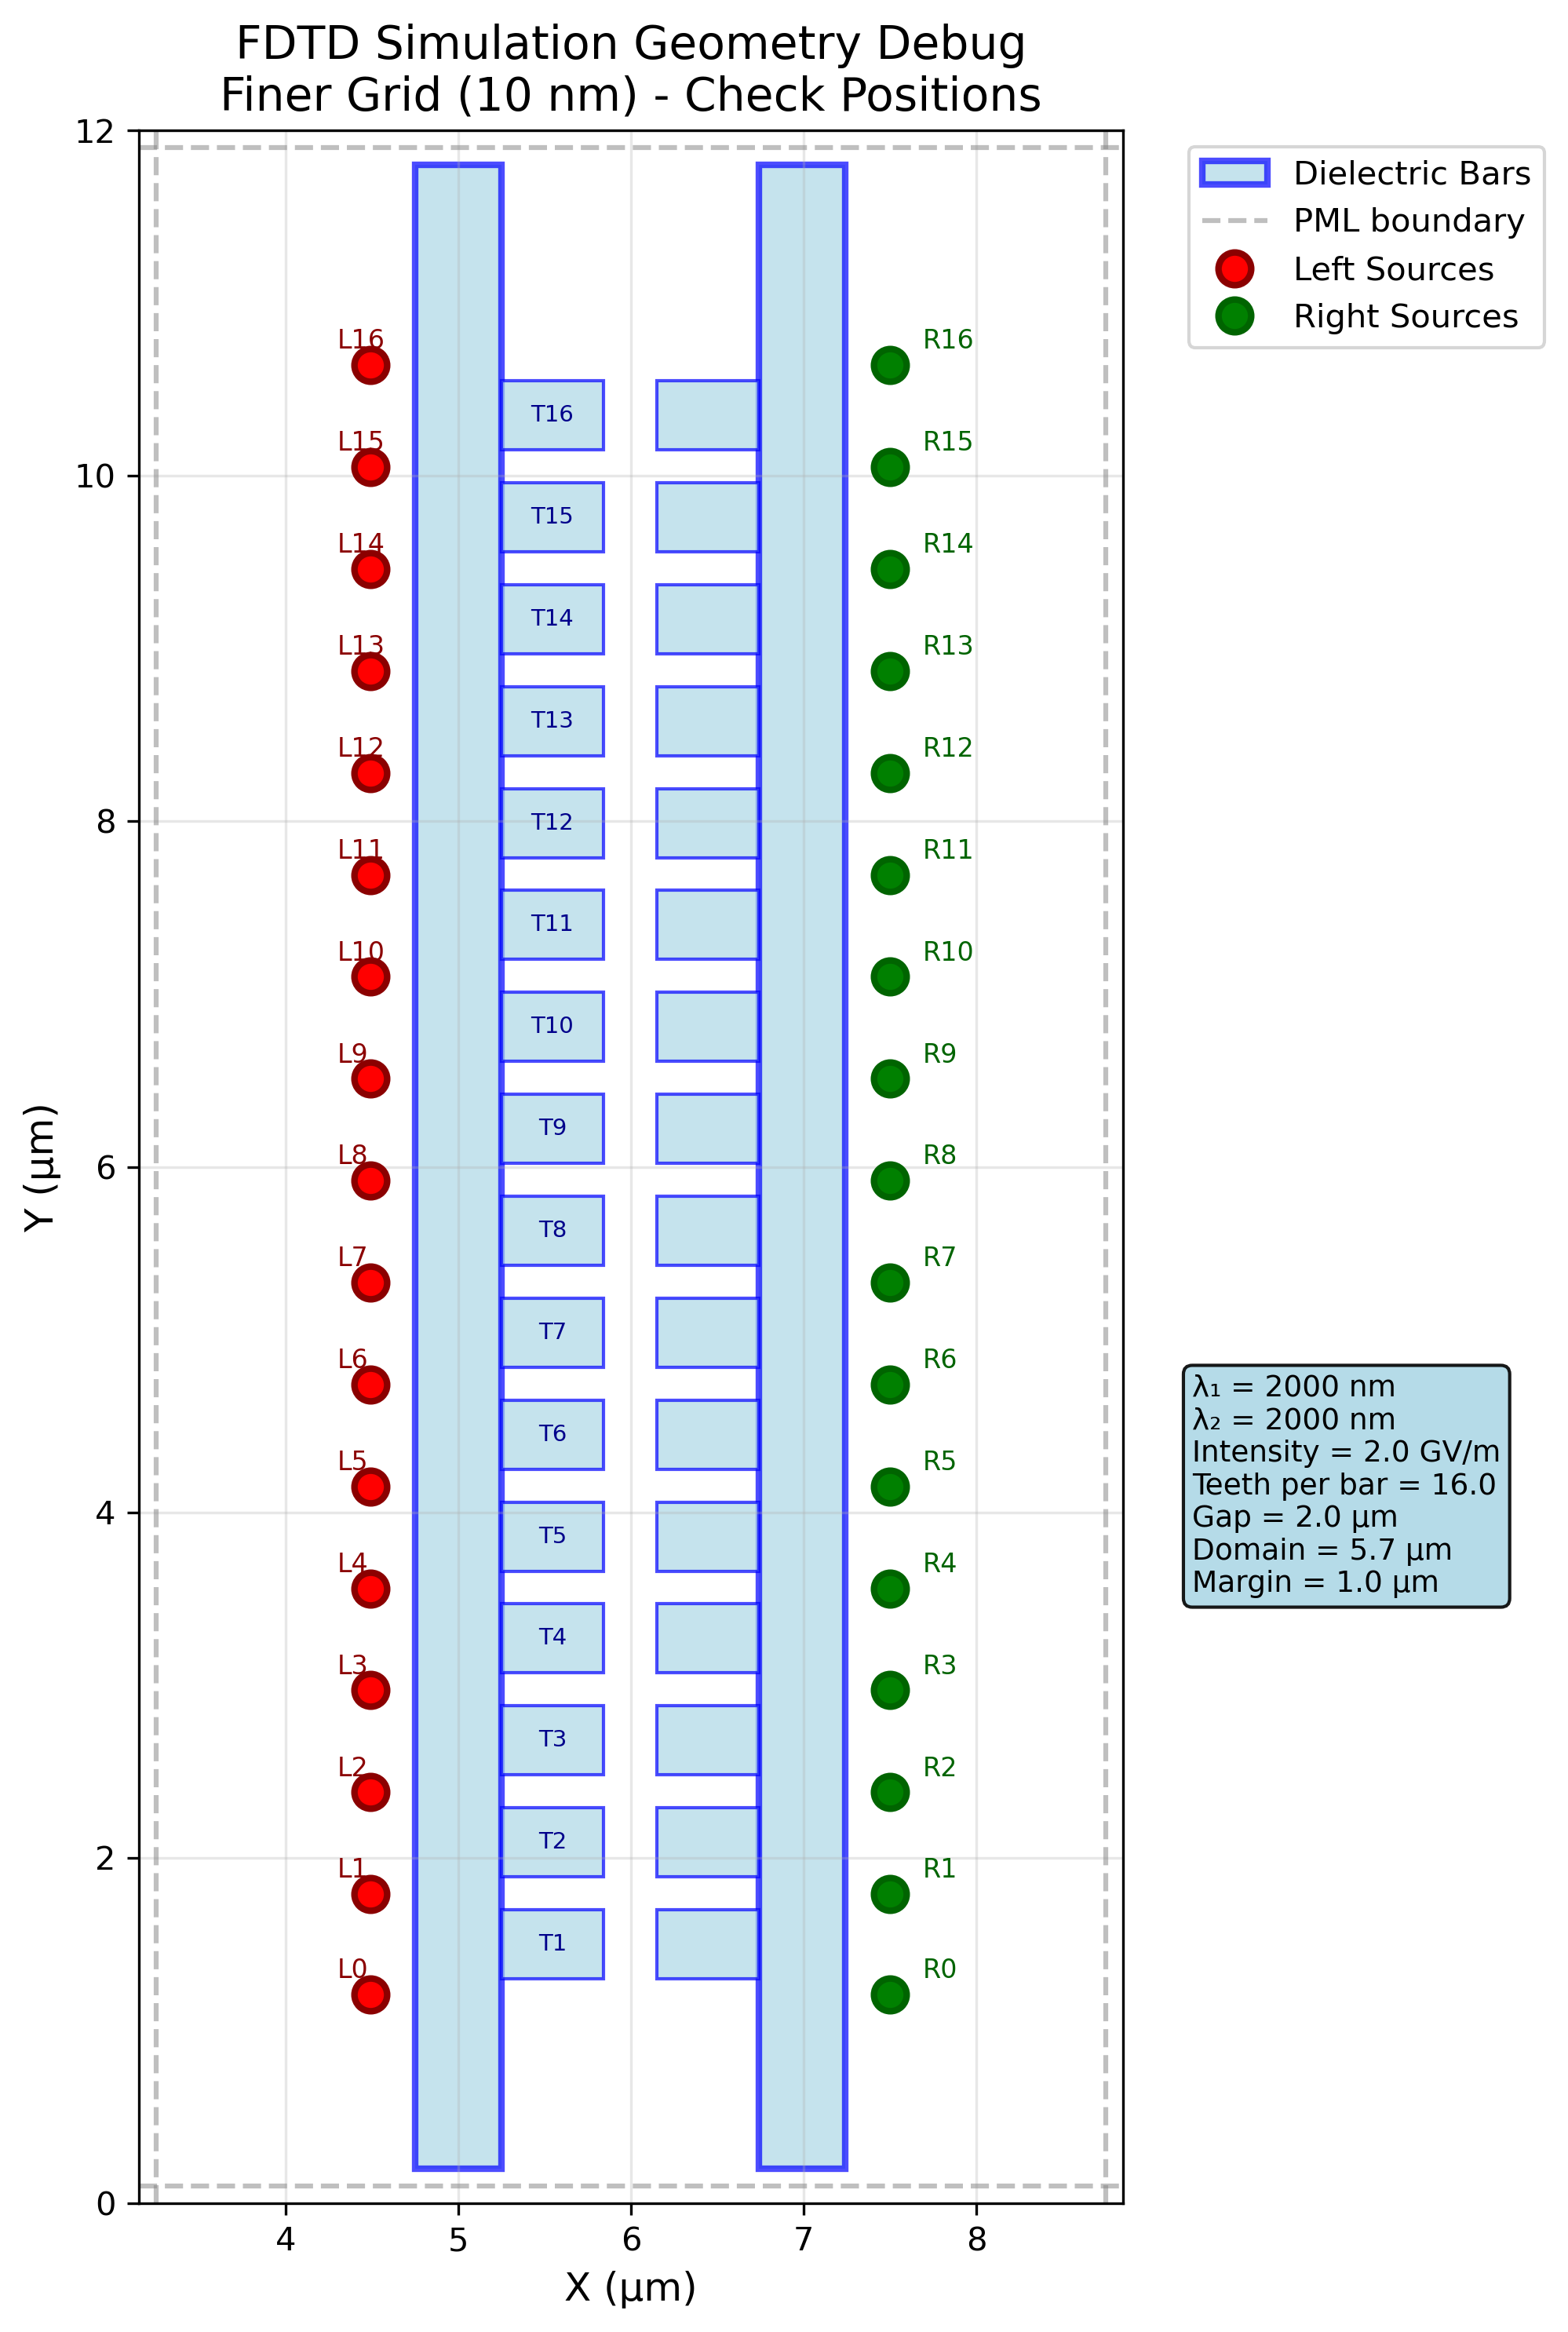 FDTD Simulation Geometry Debug
Finer Grid (10 nm) - Check Positions
Dielectric Bars
PML boundary
Left Sources
Right Sources
12
10
8
6
4
2
0
Y (μm)
L16
R16
T16
L15
R15
T15
L14
R14
T14
L13
R13
T13
L12
R12
T12
L11
R11
T11
L10
R10
T10
L9
R9
T9
L8
R8
T8
L7
R7
T7
L6
R6
T6
L5
R5
T5
L4
R4
T4
L3
R3
T3
L2
R2
T2
L1
R1
T1
L0
R0
4
5
6
7
8
X (μm)
λ₁ = 2000 nm
λ₂ = 2000 nm
Intensity = 2.0 GV/m
Teeth per bar = 16.0
Gap = 2.0 μm
Domain = 5.7 μm
Margin = 1.0 μm